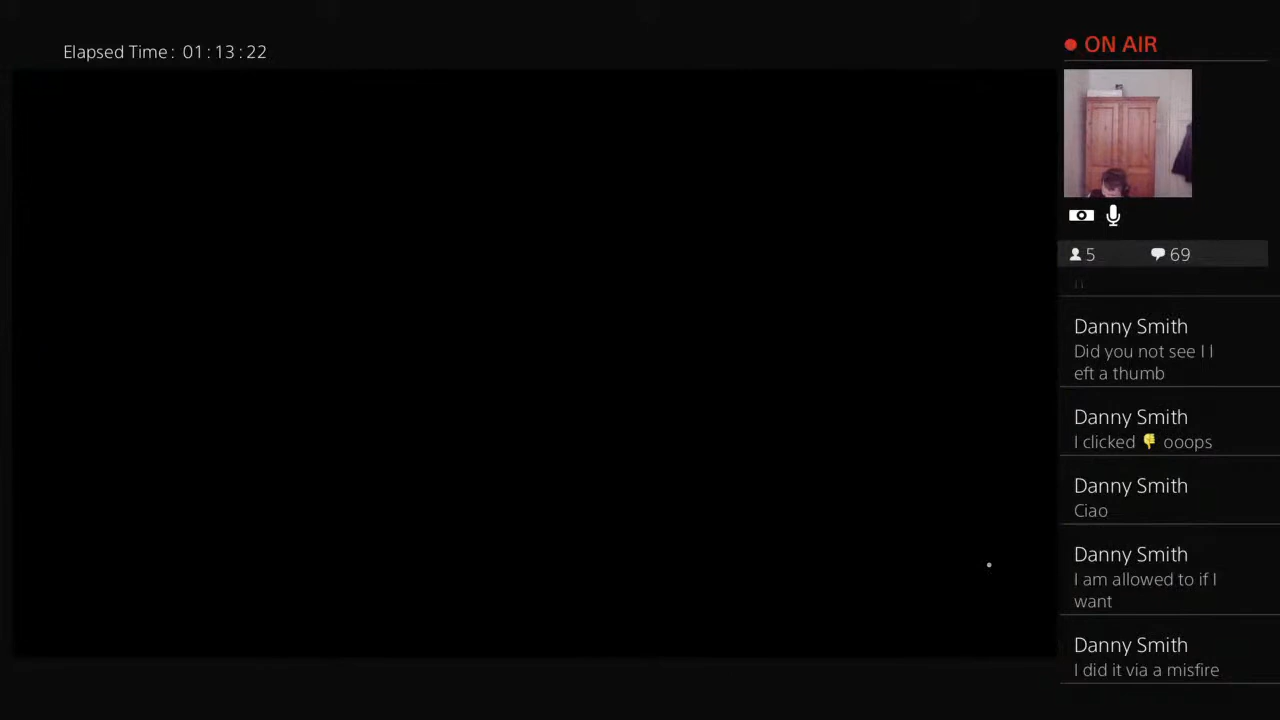 Elapsed Time: 01:13:22
ON AIR
5 69
Danny Smith
Did you not see I l
eft a thumb
Danny Smith
I clicked 👎 ooops
Danny Smith
Ciao
Danny Smith
I am allowed to if I
want
Danny Smith
I did it via a misfire